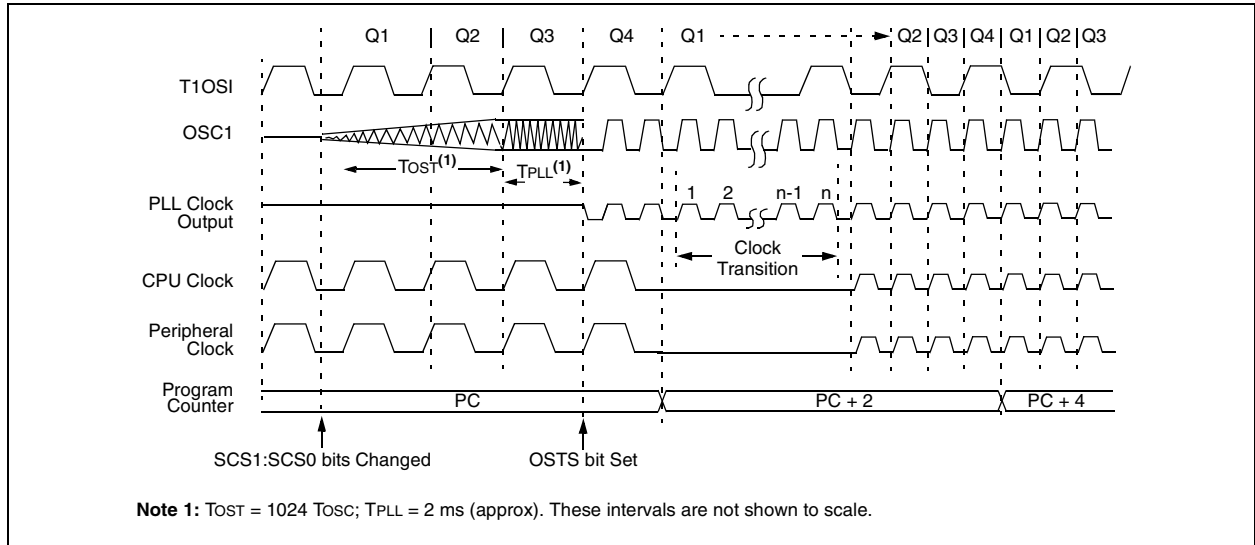 Q1 Q2 Q3 Q4 Q1 Q2 Q3 Q4 Q1 Q2 Q3
T1OSI
OSC1
TOST(1)
TPLL(1)
1 2 n-1 n
PLL Clock
Output
Clock
Transition
CPU Clock
Peripheral
Clock
Program
Counter
PC PC + 2 PC + 4
SCS1:SCS0 bits Changed OSTS bit Set
Note 1: TOST = 1024 TOSC; TPLL = 2 ms (approx). These intervals are not shown to scale.